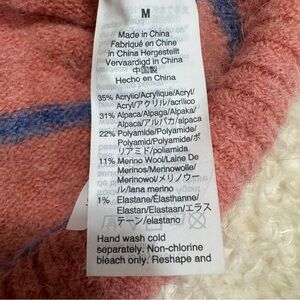 M
Made in China
Fabriqué en Chine
in China Hergestellt
Vervaardigd in China
中国製
Hecho en China
35% Acrylic/Acrylique/Acryl/
Acryl/アクリル/acrílico
31% Alpaca/Alpaga/Alpaka/
Alpaca/アルパカ/alpaca
22% Polyamide/Polyamide/
Polyamid/Polyamide/ポ
リアミド/poliamida
11% Merino Wool/Laine De
Merinos/Merinowolle/
Merinowol/メリノウー
ル/lana merino
1% Elastane/Élasthanne/
Elastan/Elastaan/エラス
テーン/elastano
Hand wash cold
separately. Non-chlorine
bleach only. Reshape and